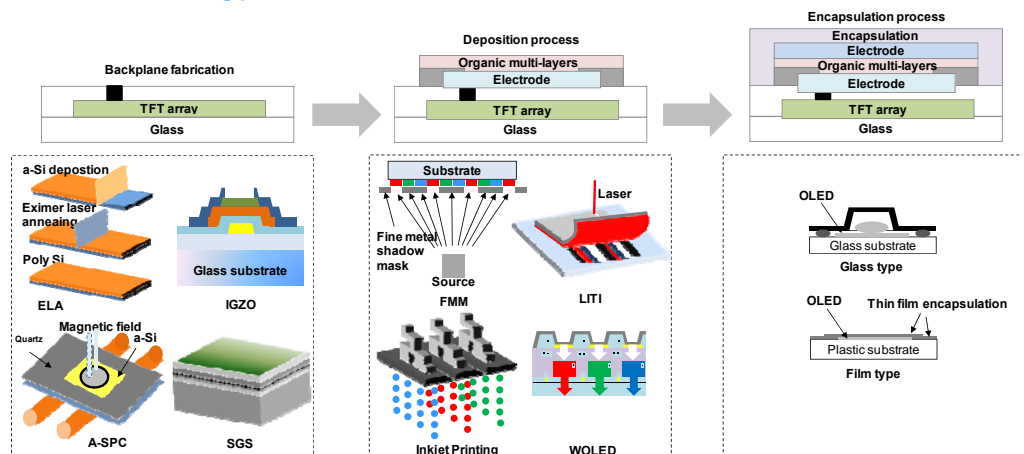 Backplane fabrication
TFT array
Glass
Deposition process
Organic multi-layers
Electrode
TFT array
Glass
Encapsulation process
Encapsulation
Electrode
Organic multi-layers
Electrode
TFT array
Glass
a-Si depostion
Eximer laser
anneaing
Poly Si
ELA
Glass substrate
IGZO
Magnetic field
Quartz
a-Si
A-SPC
SGS
Substrate
Fine metal
shadow
mask
Source
FMM
Laser
LITI
Inkjet Printing
WOLED
OLED
Glass substrate
Glass type
OLED
Thin film encapsulation
Plastic substrate
Film type